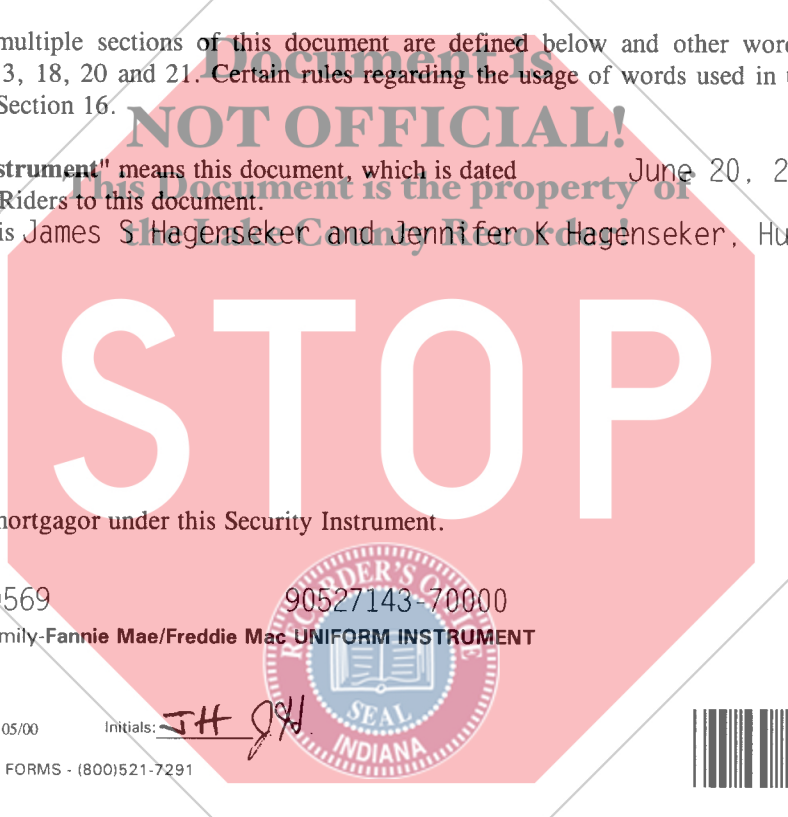 multiple sections of this document are defined below and other wor
Document is
3, 18, 20 and 21. Certain rules regarding the usage of words used in
Section 16.
NOT OFFICIAL!
strument" means this document, which is dated June 20, 2
This Document is the property of
Riders to this document.
is James S Hagenseker and Jennifer K Hagenseker, Hu
the Lake County Recorder!
STOP
mortgagor under this Security Instrument.
569 90527143-70000
mily-Fannie Mae/Freddie Mac UNIFORM INSTRUMENT
RECORDER'S OFFICE
SEAL
INDIANA
05/00 Initials: JH JH
FORMS - (800)521-7291